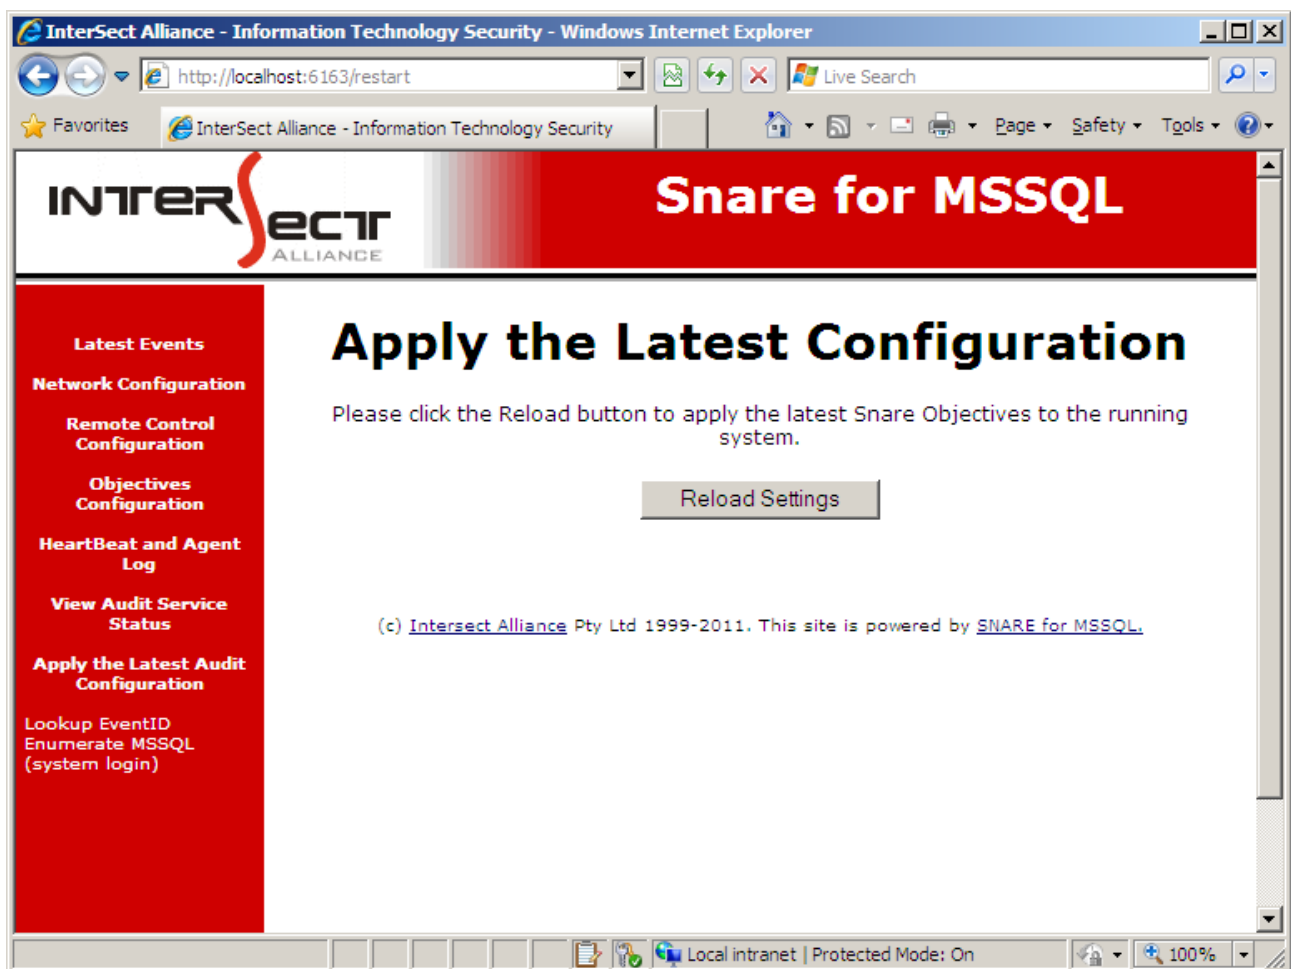 InterSect Alliance - Information Technology Security - Windows Internet Explorer
http://localhost:6163/restart
Live Search
Favorites
InterSect Alliance - Information Technology Security
Page
Safety
Tools
INTERSECT
ALLIANCE
Snare for MSSQL
Latest Events
Network Configuration
Remote Control
Configuration
Objectives
Configuration
HeartBeat and Agent
Log
View Audit Service
Status
Apply the Latest Audit
Configuration
Lookup EventID
Enumerate MSSQL
(system login)
Apply the Latest Configuration
Please click the Reload button to apply the latest Snare Objectives to the running
system.
Reload Settings
(c) Intersect Alliance Pty Ltd 1999-2011. This site is powered by SNARE for MSSQL.
Local intranet | Protected Mode: On
100%